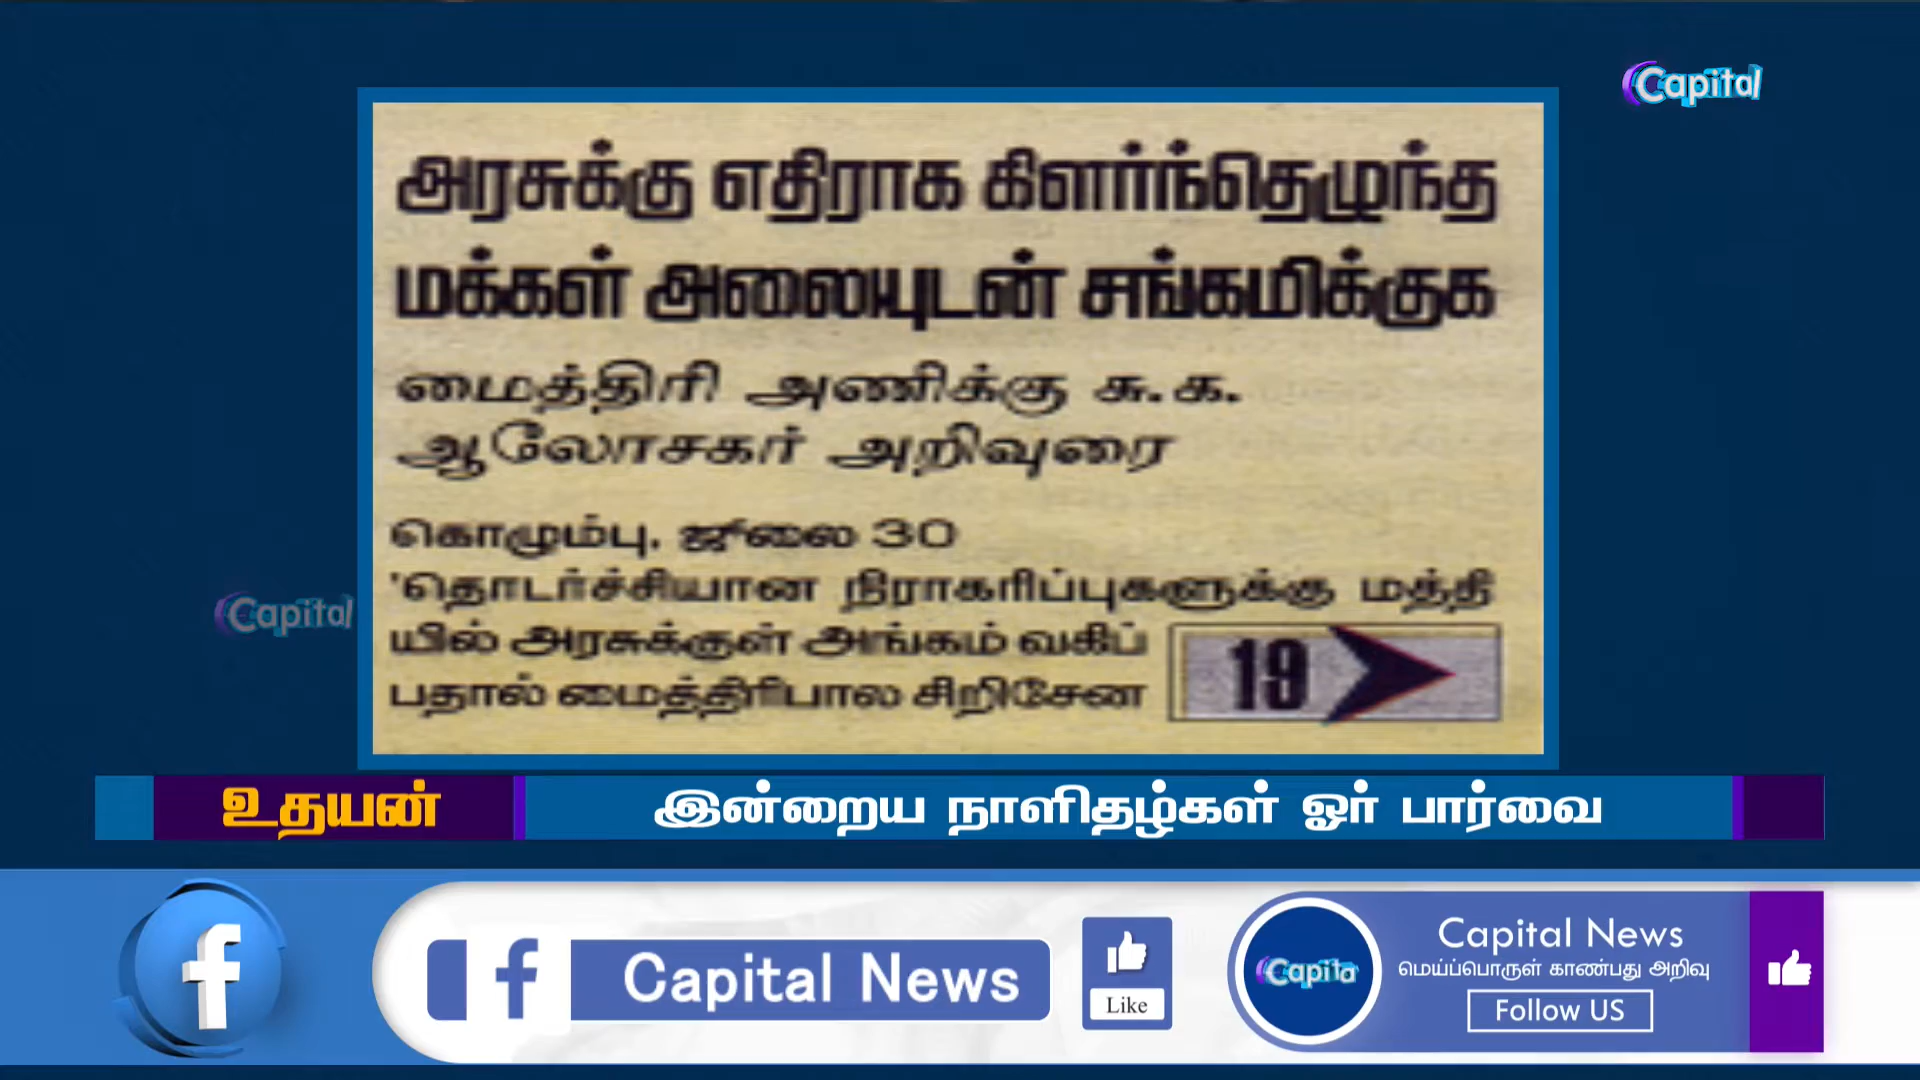 Capital
அரசுக்கு எதிராக கிளர்ந்தெழுந்த
மக்கள் அலையுடன் சங்கமிக்குக
மைத்திரி அணிக்கு சு.க.
ஆலோசகர் அறிவுரை
கொழும்பு, ஜூலை 30
'தொடர்ச்சியான நிராகரிப்புகளுக்கு மத்தி
யில் அரசுக்குள் அங்கம் வகிப்
பதால் மைத்திரிபால சிறிசேன
19
Capital
உதயன்
இன்றைய நாளிதழ்கள் ஓர் பார்வை
Capital News
Like
Capita
Capital News
மெய்ப்பொருள் காண்பது அறிவு
Follow US